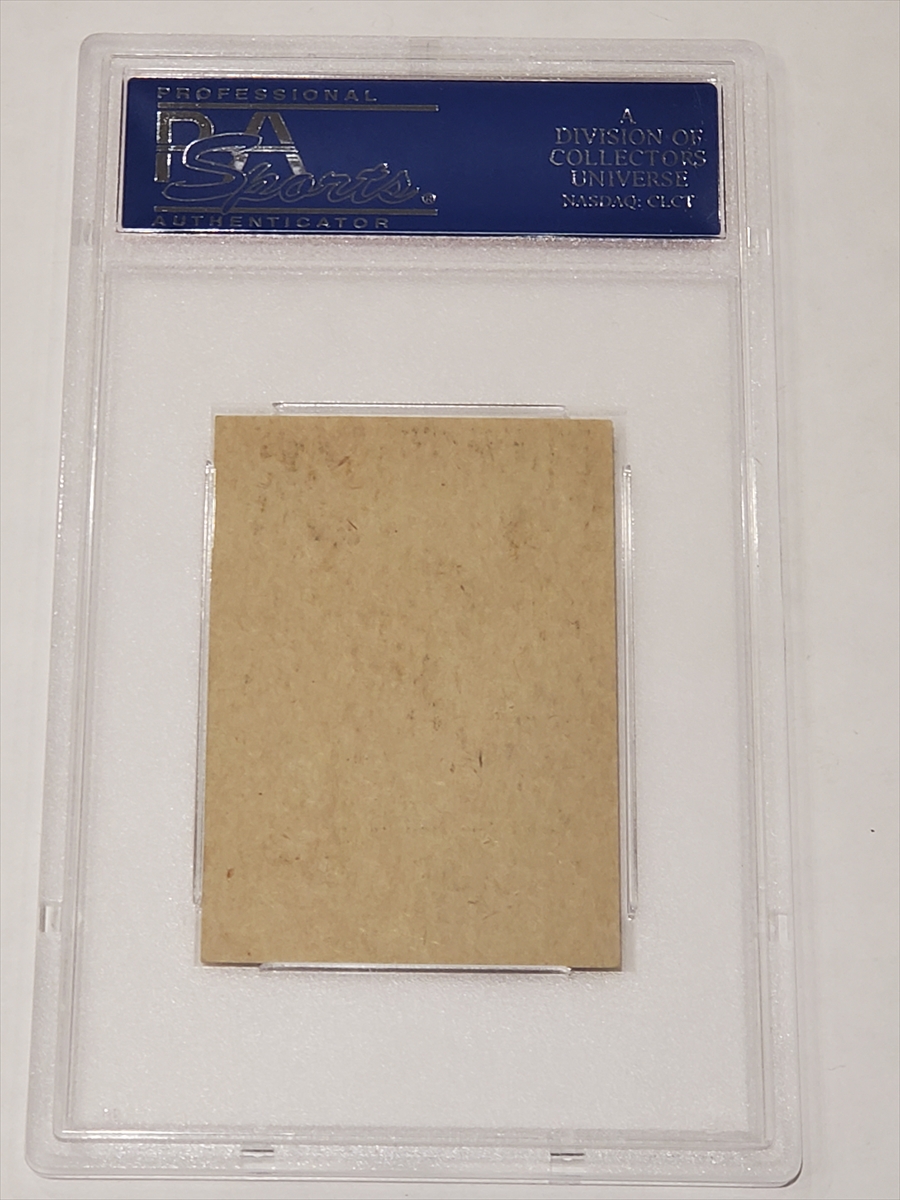 PROFESSIONAL
PSA
Sports®
AUTHENTICATOR
A
DIVISION OF
COLLECTORS
UNIVERSE
NASDAQ: CLCT